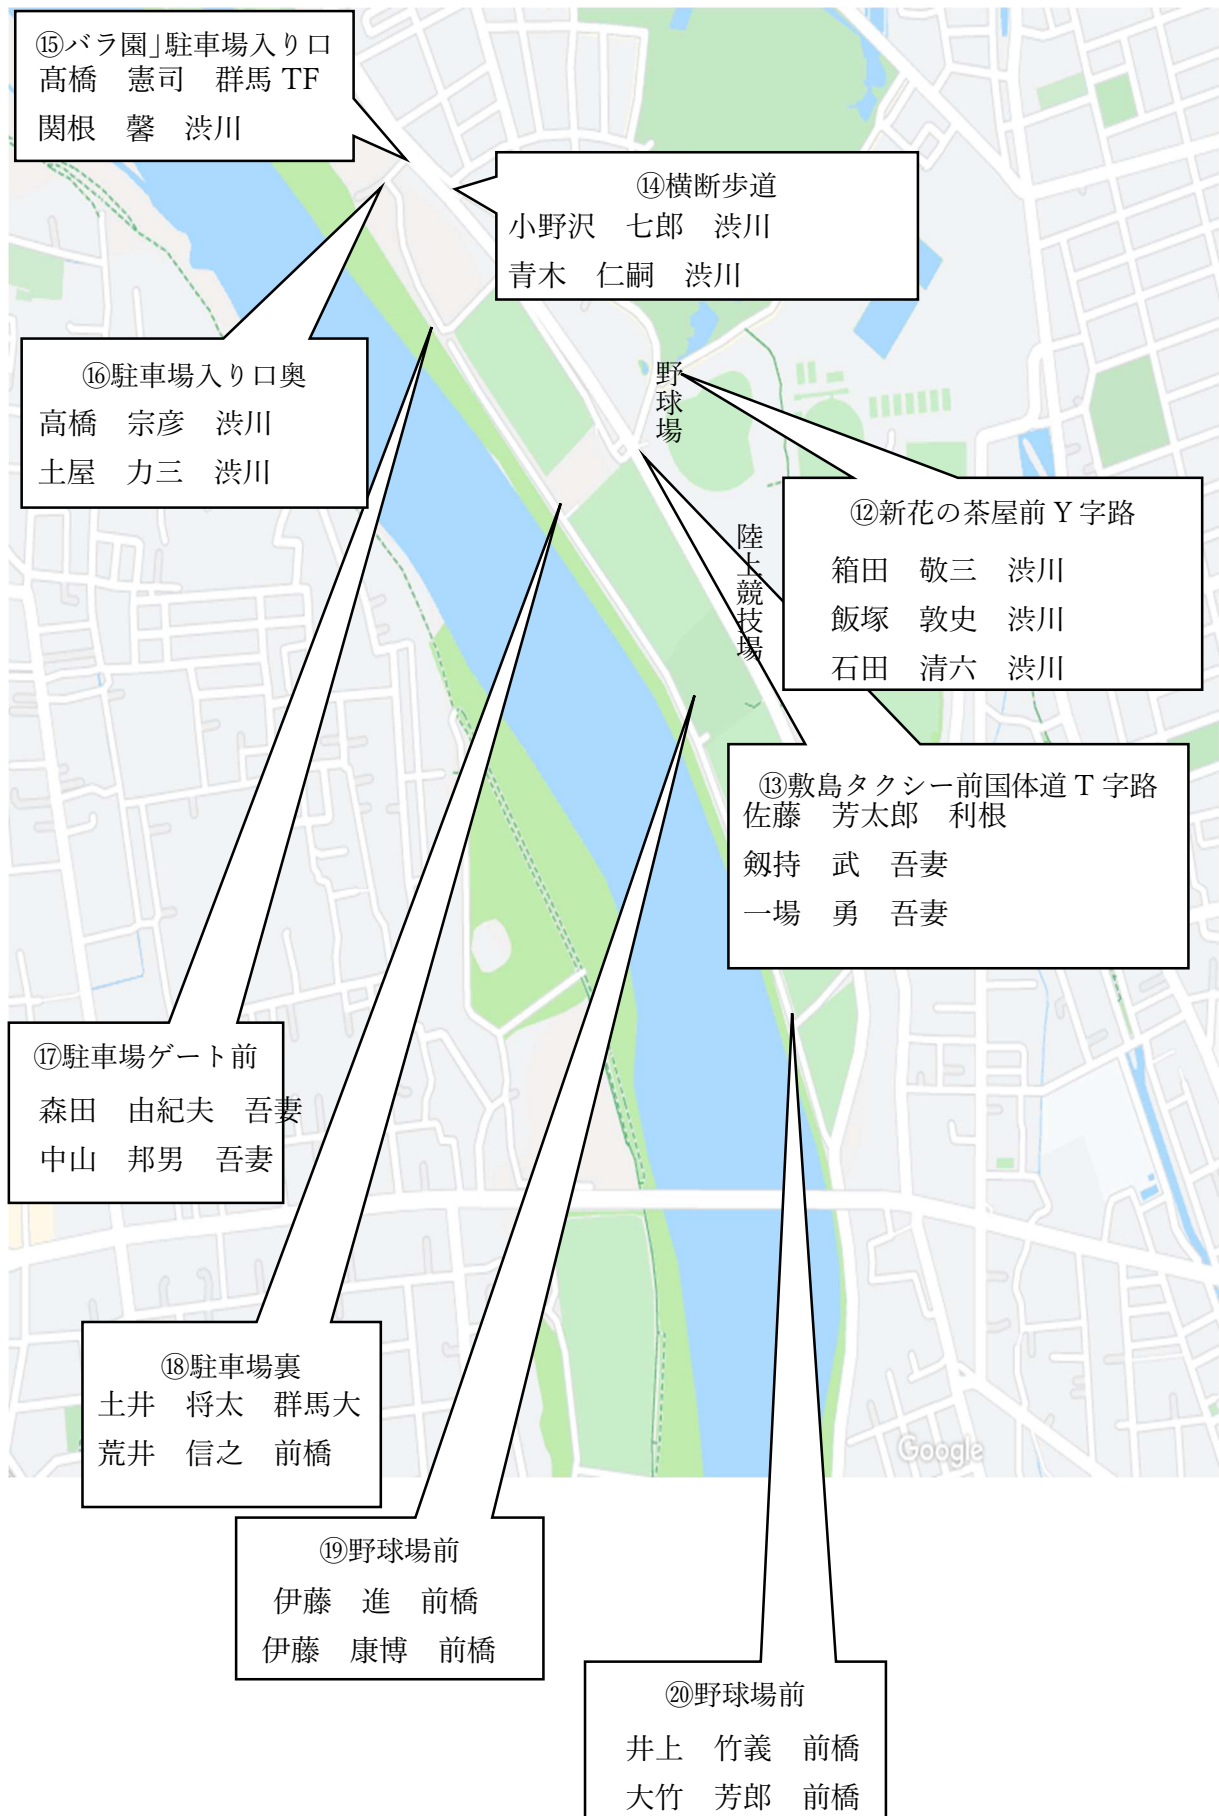 ⑮バラ園」駐車場入り口
髙橋　憲司　群馬 TF
関根　馨　渋川
⑭横断歩道
小野沢　七郎　渋川
青木　仁嗣　渋川
⑯駐車場入り口奥
高橋　宗彦　渋川
土屋　力三　渋川
野球場
⑫新花の茶屋前 Y 字路
箱田　敬三　渋川
飯塚　敦史　渋川
石田　清六　渋川
陸上競技場
⑬敷島タクシー前国体道 T 字路
佐藤　芳太郎　利根
剱持　武　吾妻
一場　勇　吾妻
⑰駐車場ゲート前
森田　由紀夫　吾妻
中山　邦男　吾妻
⑱駐車場裏
土井　将太　群馬大
荒井　信之　前橋
Google
⑲野球場前
伊藤　進　前橋
伊藤　康博　前橋
⑳野球場前
井上　竹義　前橋
大竹　芳郎　前橋